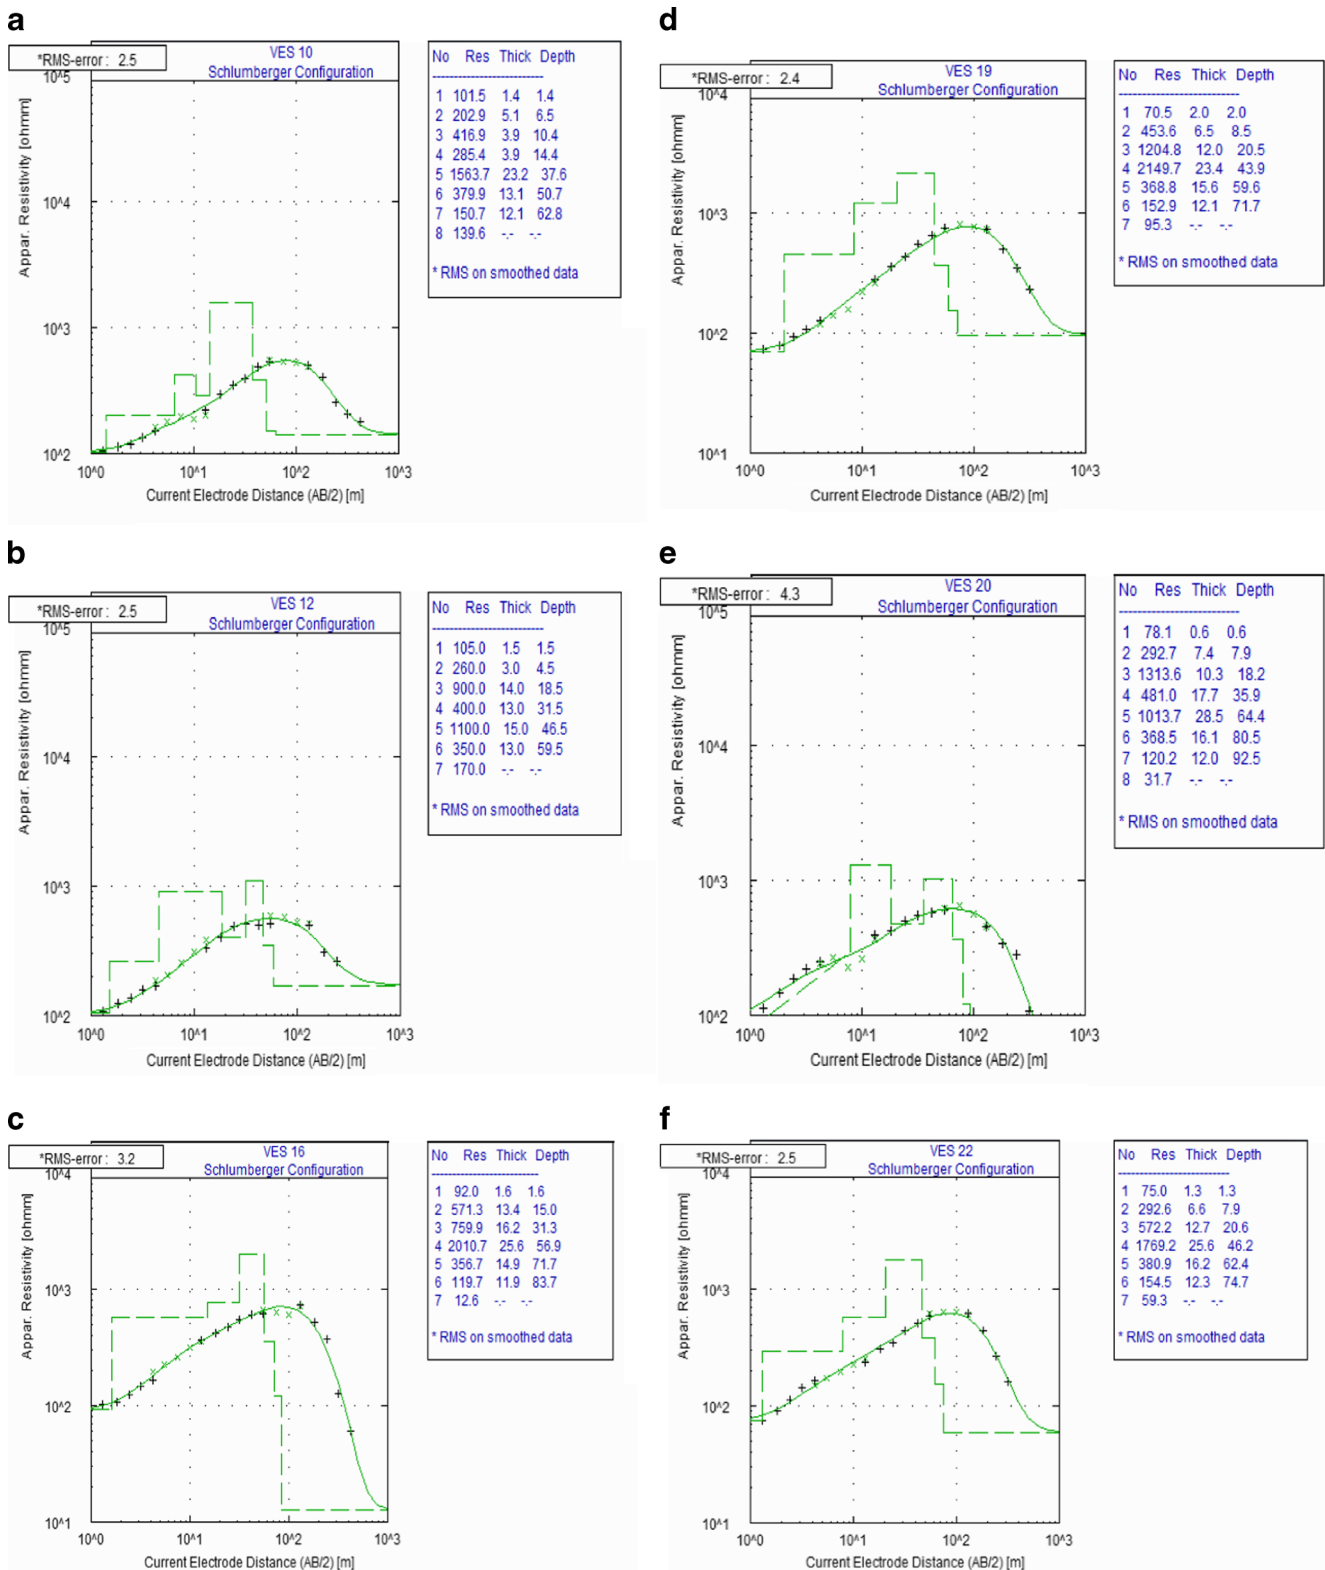 a
*RMS-error : 2.5
VES 10
Schlumberger Configuration
Appar. Resistivity [ohmm]
10^5
10^4
10^3
10^2
10^0 10^1 10^2 10^3
Current Electrode Distance (AB/2) [m]
No Res Thick Depth
1 101.5 1.4 1.4
2 202.9 5.1 6.5
3 416.9 3.9 10.4
4 285.4 3.9 14.4
5 1563.7 23.2 37.6
6 379.9 13.1 50.7
7 150.7 12.1 62.8
8 139.6 -.- -.-
* RMS on smoothed data
b
*RMS-error : 2.5
VES 12
Schlumberger Configuration
Appar. Resistivity [ohmm]
10^5
10^4
10^3
10^2
10^0 10^1 10^2 10^3
Current Electrode Distance (AB/2) [m]
No Res Thick Depth
1 105.0 1.5 1.5
2 260.0 3.0 4.5
3 900.0 14.0 18.5
4 400.0 13.0 31.5
5 1100.0 15.0 46.5
6 350.0 13.0 59.5
7 170.0 -.- -.-
* RMS on smoothed data
c
*RMS-error : 3.2
VES 16
Schlumberger Configuration
Appar. Resistivity [ohmm]
10^4
10^3
10^2
10^1
10^0 10^1 10^2 10^3
Current Electrode Distance (AB/2) [m]
No Res Thick Depth
1 92.0 1.6 1.6
2 571.3 13.4 15.0
3 759.9 16.2 31.3
4 2010.7 25.6 56.9
5 356.7 14.9 71.7
6 119.7 11.9 83.7
7 12.6 -.- -.-
* RMS on smoothed data
d
*RMS-error : 2.4
VES 19
Schlumberger Configuration
Appar. Resistivity [ohmm]
10^4
10^3
10^2
10^1
10^0 10^1 10^2 10^3
Current Electrode Distance (AB/2) [m]
No Res Thick Depth
1 70.5 2.0 2.0
2 453.6 6.5 8.5
3 1204.8 12.0 20.5
4 2149.7 23.4 43.9
5 368.8 15.6 59.6
6 152.9 12.1 71.7
7 95.3 -.- -.-
* RMS on smoothed data
e
*RMS-error : 4.3
VES 20
Schlumberger Configuration
Appar. Resistivity [ohmm]
10^5
10^4
10^3
10^2
10^0 10^1 10^2 10^3
Current Electrode Distance (AB/2) [m]
No Res Thick Depth
1 78.1 0.6 0.6
2 292.7 7.4 7.9
3 1313.6 10.3 18.2
4 481.0 17.7 35.9
5 1013.7 28.5 64.4
6 368.5 16.1 80.5
7 120.2 12.0 92.5
8 31.7 -.- -.-
* RMS on smoothed data
f
*RMS-error : 2.5
VES 22
Schlumberger Configuration
Appar. Resistivity [ohmm]
10^4
10^3
10^2
10^1
10^0 10^1 10^2 10^3
Current Electrode Distance (AB/2) [m]
No Res Thick Depth
1 75.0 1.3 1.3
2 292.6 6.6 7.9
3 572.2 12.7 20.6
4 1769.2 25.6 46.2
5 380.9 16.2 62.4
6 154.5 12.3 74.7
7 59.3 -.- -.-
* RMS on smoothed data